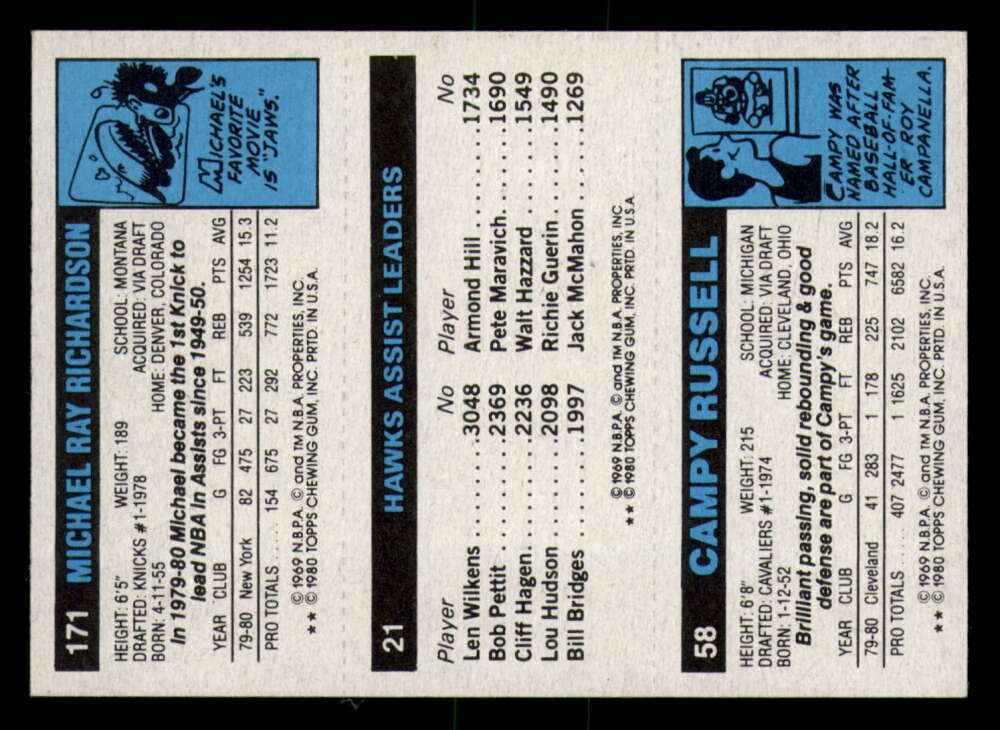 171 MICHAEL RAY RICHARDSON
HEIGHT: 6'5" WEIGHT: 189 SCHOOL: MONTANA
DRAFTED: KNICKS #1-1978 ACQUIRED: VIA DRAFT
BORN: 4-11-55 HOME: DENVER, COLORADO
In 1979-80 Michael became the 1st Knick to
lead NBA in Assists since 1949-50.
YEAR CLUB G FG 3-PT FT REB PTS AVG
79-80 New York 82 475 27 223 539 1254 15.3
PRO TOTALS ..... 154 675 27 292 772 1723 11.2
© 1969 N.B.P.A. © and TM N.B.A. PROPERTIES, INC.
★★ © 1980 TOPPS CHEWING GUM, INC. PRTD. IN U.S.A.
MICHAEL'S
FAVORITE
MOVIE
IS "JAWS."
21 HAWKS ASSIST LEADERS
Player No Player No
Len Wilkens ........3048 Armond Hill ........1734
Bob Pettit..........2369 Pete Maravich......1690
Cliff Hagen.........2236 Walt Hazzard .......1549
Lou Hudson.........2098 Richie Guerin.......1490
Bill Bridges.........1997 Jack McMahon......1269
© 1969 N.B.P.A. © and TM N.B.A. PROPERTIES, INC.
★★ © 1980 TOPPS CHEWING GUM, INC. PRTD. IN U.S.A.
58 CAMPY RUSSELL
HEIGHT: 6'8" WEIGHT: 215 SCHOOL: MICHIGAN
DRAFTED: CAVALIERS #1-1974 ACQUIRED: VIA DRAFT
BORN: 1-12-52 HOME: CLEVELAND, OHIO
Brilliant passing, solid rebounding & good
defense are part of Campy's game.
YEAR CLUB G FG 3-PT FT REB PTS AVG
79-80 Cleveland 41 283 1 178 225 747 18.2
PRO TOTALS ..... 407 2477 1 1625 2102 6582 16.2
© 1969 N.B.P.A. © and TM N.B.A. PROPERTIES, INC.
★★ © 1980 TOPPS CHEWING GUM, INC. PRTD. IN U.S.A.
CAMPY WAS
NAMED AFTER
BASEBALL
HALL-OF-FAM-
ER ROY
CAMPANELLA.